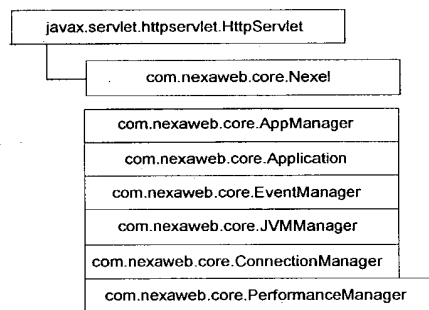 javax.servlet.httpservlet.HttpServlet
com.nexaweb.core.Nexel
com.nexaweb.core.AppManager
com.nexaweb.core.Application
com.nexaweb.core.EventManager
com.nexaweb.core.JVMManager
com.nexaweb.core.ConnectionManager
com.nexaweb.core.PerformanceManager